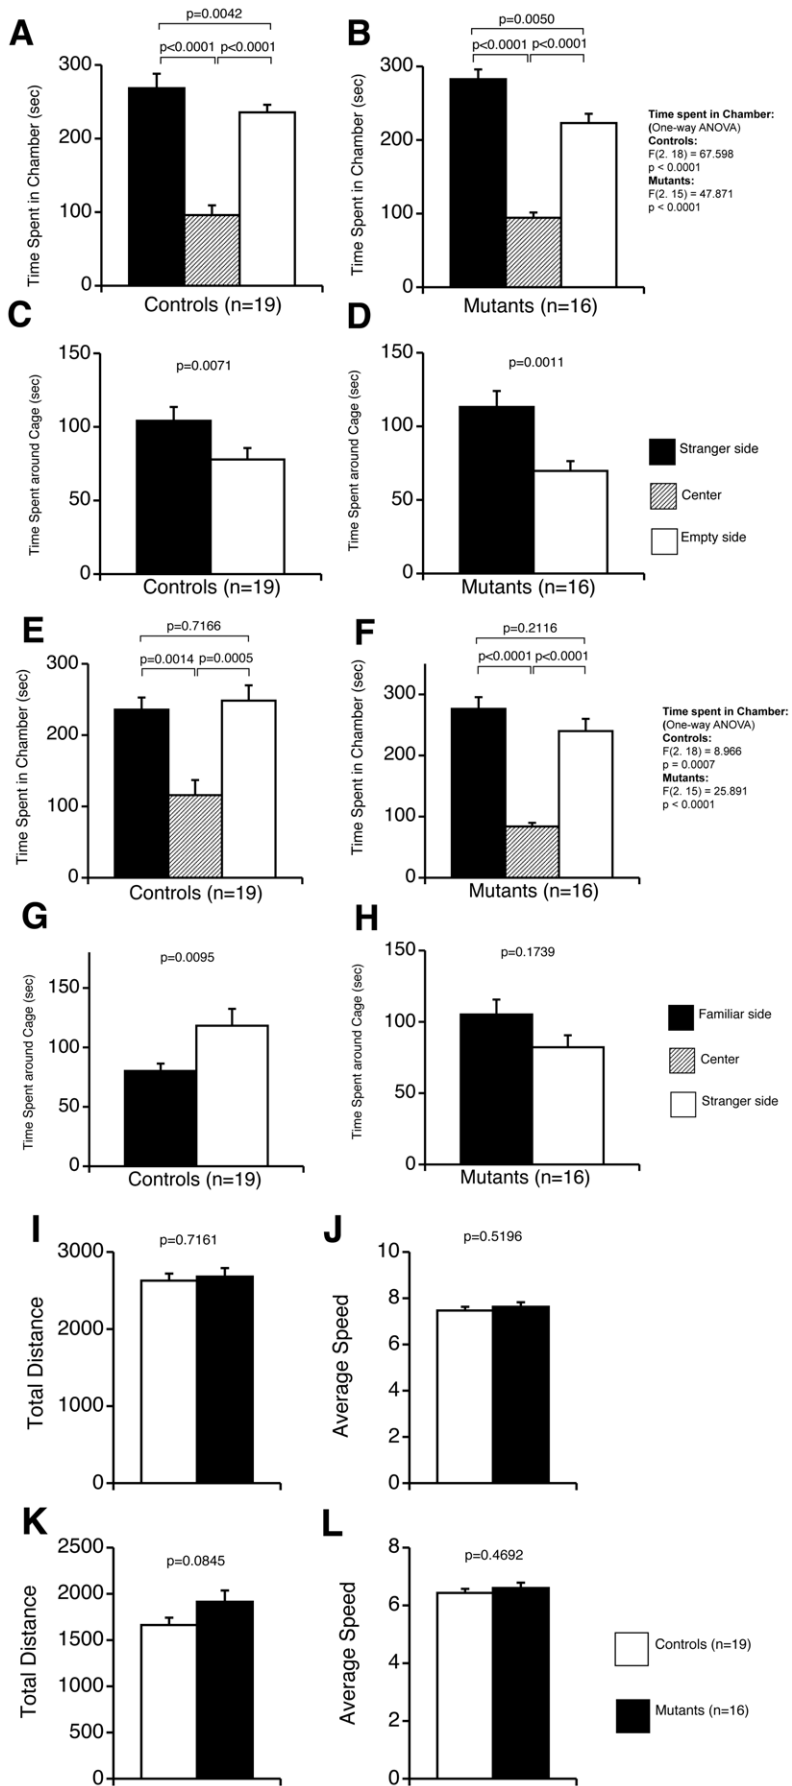 A
p=0.0042
p<0.0001 p<0.0001
Time Spent in Chamber (sec)
300
200
100
0
Controls (n=19)
B
p=0.0050
p<0.0001 p<0.0001
Time Spent in Chamber (sec)
300
200
100
0
Mutants (n=16)
Time spent in Chamber:
(One-way ANOVA)
Controls:
F(2. 18) = 67.598
p < 0.0001
Mutants:
F(2. 15) = 47.871
p < 0.0001
C
p=0.0071
Time Spent around Cage (sec)
150
100
50
0
Controls (n=19)
D
p=0.0011
Time Spent around Cage (sec)
150
100
50
0
Mutants (n=16)
Stranger side
Center
Empty side
E
p=0.7166
p=0.0014 p=0.0005
Time Spent in Chamber (sec)
300
200
100
0
Controls (n=19)
F
p=0.2116
p<0.0001 p<0.0001
Time Spent in Chamber (sec)
300
200
100
0
Mutants (n=16)
Time spent in Chamber:
(One-way ANOVA)
Controls:
F(2. 18) = 8.966
p = 0.0007
Mutants:
F(2. 15) = 25.891
p < 0.0001
G
p=0.0095
Time Spent around Cage (sec)
150
100
50
0
Controls (n=19)
H
p=0.1739
Time Spent around Cage (sec)
150
100
50
0
Mutants (n=16)
Familiar side
Center
Stranger side
I
p=0.7161
Total Distance
3000
2000
1000
0
J
p=0.5196
Average Speed
10
8
6
4
2
0
K
p=0.0845
Total Distance
2500
2000
1500
1000
500
0
L
p=0.4692
Average Speed
8
6
4
2
0
Controls (n=19)
Mutants (n=16)